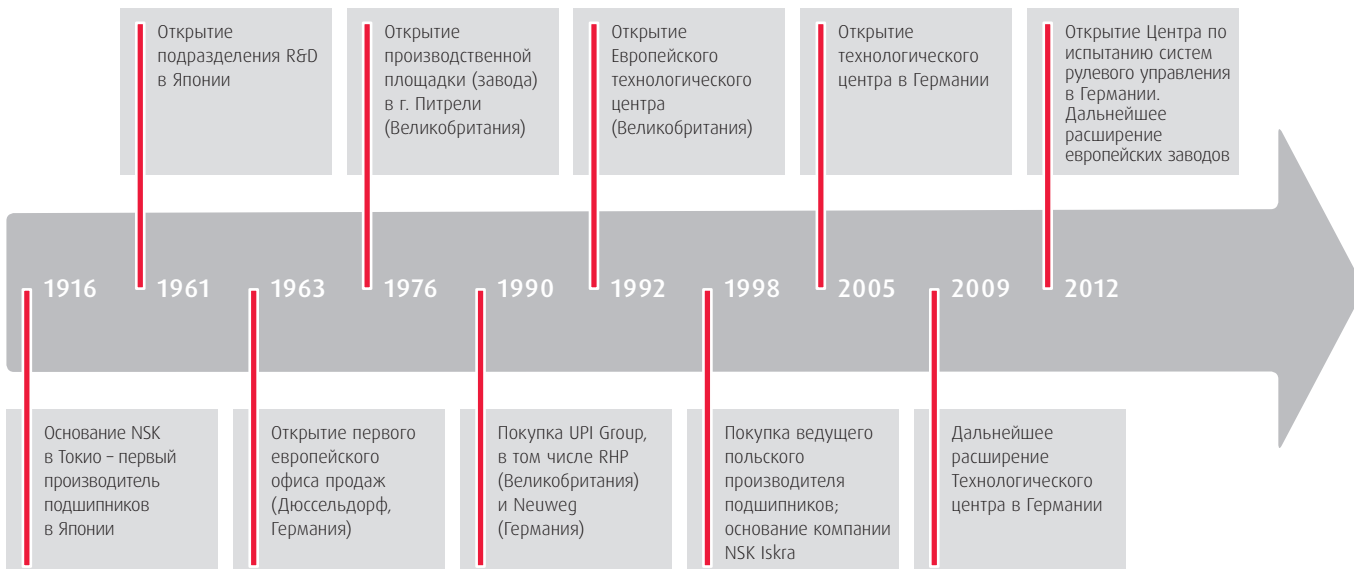 Открытие
подразделения R&D
в Японии
Открытие
производственной
площадки (завода)
в г. Питрели
(Великобритания)
Открытие
Европейского
технологического
центра
(Великобритания)
Открытие
технологического
центра в Германии
Открытие Центра по
испытанию систем
рулевого управления
в Германии.
Дальнейшее
расширение
европейских заводов
1916
1961
1963
1976
1990
1992
1998
2005
2009
2012
Основание NSK
в Токио – первый
производитель
подшипников
в Японии
Открытие первого
европейского
офиса продаж
(Дюссельдорф,
Германия)
Покупка UPI Group,
в том числе RHP
(Великобритания)
и Neuweg
(Германия)
Покупка ведущего
польского
производителя
подшипников;
основание компании
NSK Iskra
Дальнейшее
расширение
Технологического
центра в Германии